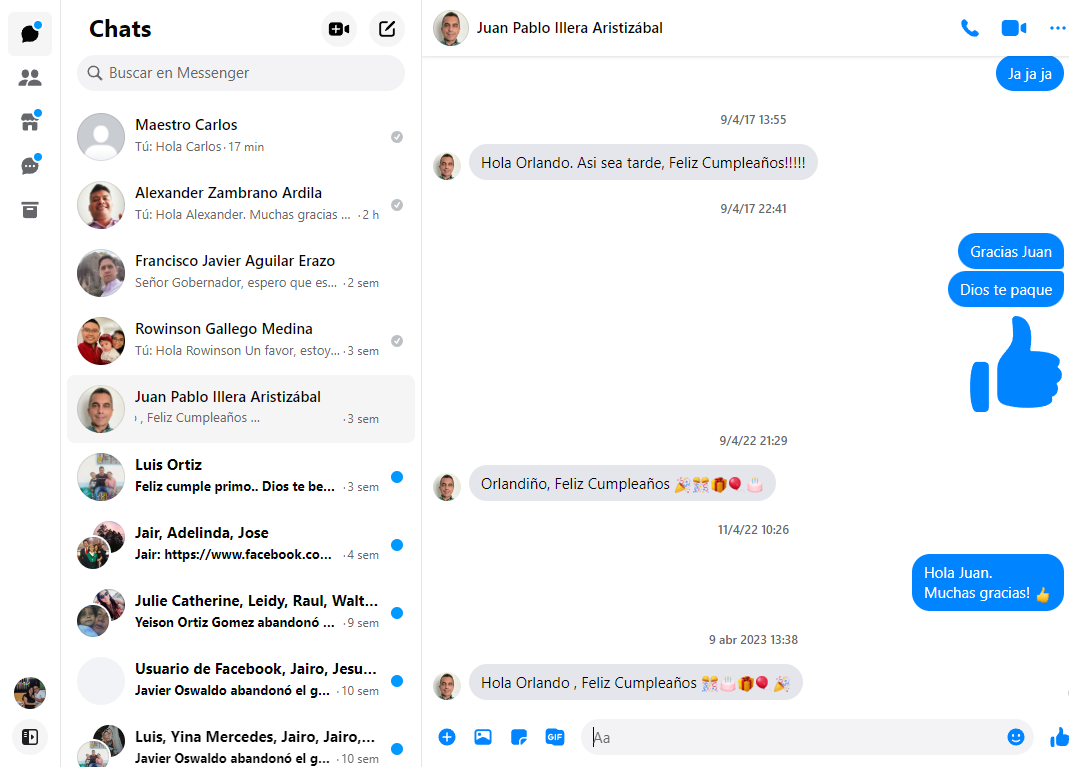 Chats
Buscar en Messenger
Maestro Carlos
Tú: Hola Carlos · 17 min
Alexander Zambrano Ardila
Tú: Hola Alexander. Muchas gracias ... · 2 h
Francisco Javier Aguilar Erazo
Señor Gobernador, espero que es... · 2 sem
Rowinson Gallego Medina
Tú: Hola Rowinson Un favor, estoy... · 3 sem
Juan Pablo Illera Aristizábal
, Feliz Cumpleaños ... · 3 sem
Luis Ortiz
Feliz cumple primo.. Dios te be... · 3 sem
Jair, Adelinda, Jose
Jair: https://www.facebook.co... · 4 sem
Julie Catherine, Leidy, Raul, Walt...
Yeison Ortiz Gomez abandonó ... · 9 sem
Usuario de Facebook, Jairo, Jesu...
Javier Oswaldo abandonó el g... · 10 sem
Luis, Yina Mercedes, Jairo, Jairo,...
Javier Oswaldo abandonó el g... · 10 sem
Juan Pablo Illera Aristizábal
Ja ja ja
9/4/17 13:55
Hola Orlando. Asi sea tarde, Feliz Cumpleaños!!!!!
9/4/17 22:41
Gracias Juan
Dios te paque
9/4/22 21:29
Orlandiño, Feliz Cumpleaños 🎉🎊🎁🎈🎂
11/4/22 10:26
Hola Juan.
Muchas gracias! 👍
9 abr 2023 13:38
Hola Orlando , Feliz Cumpleaños 🎊🎂🎁🎈🎉
GIF
Aa